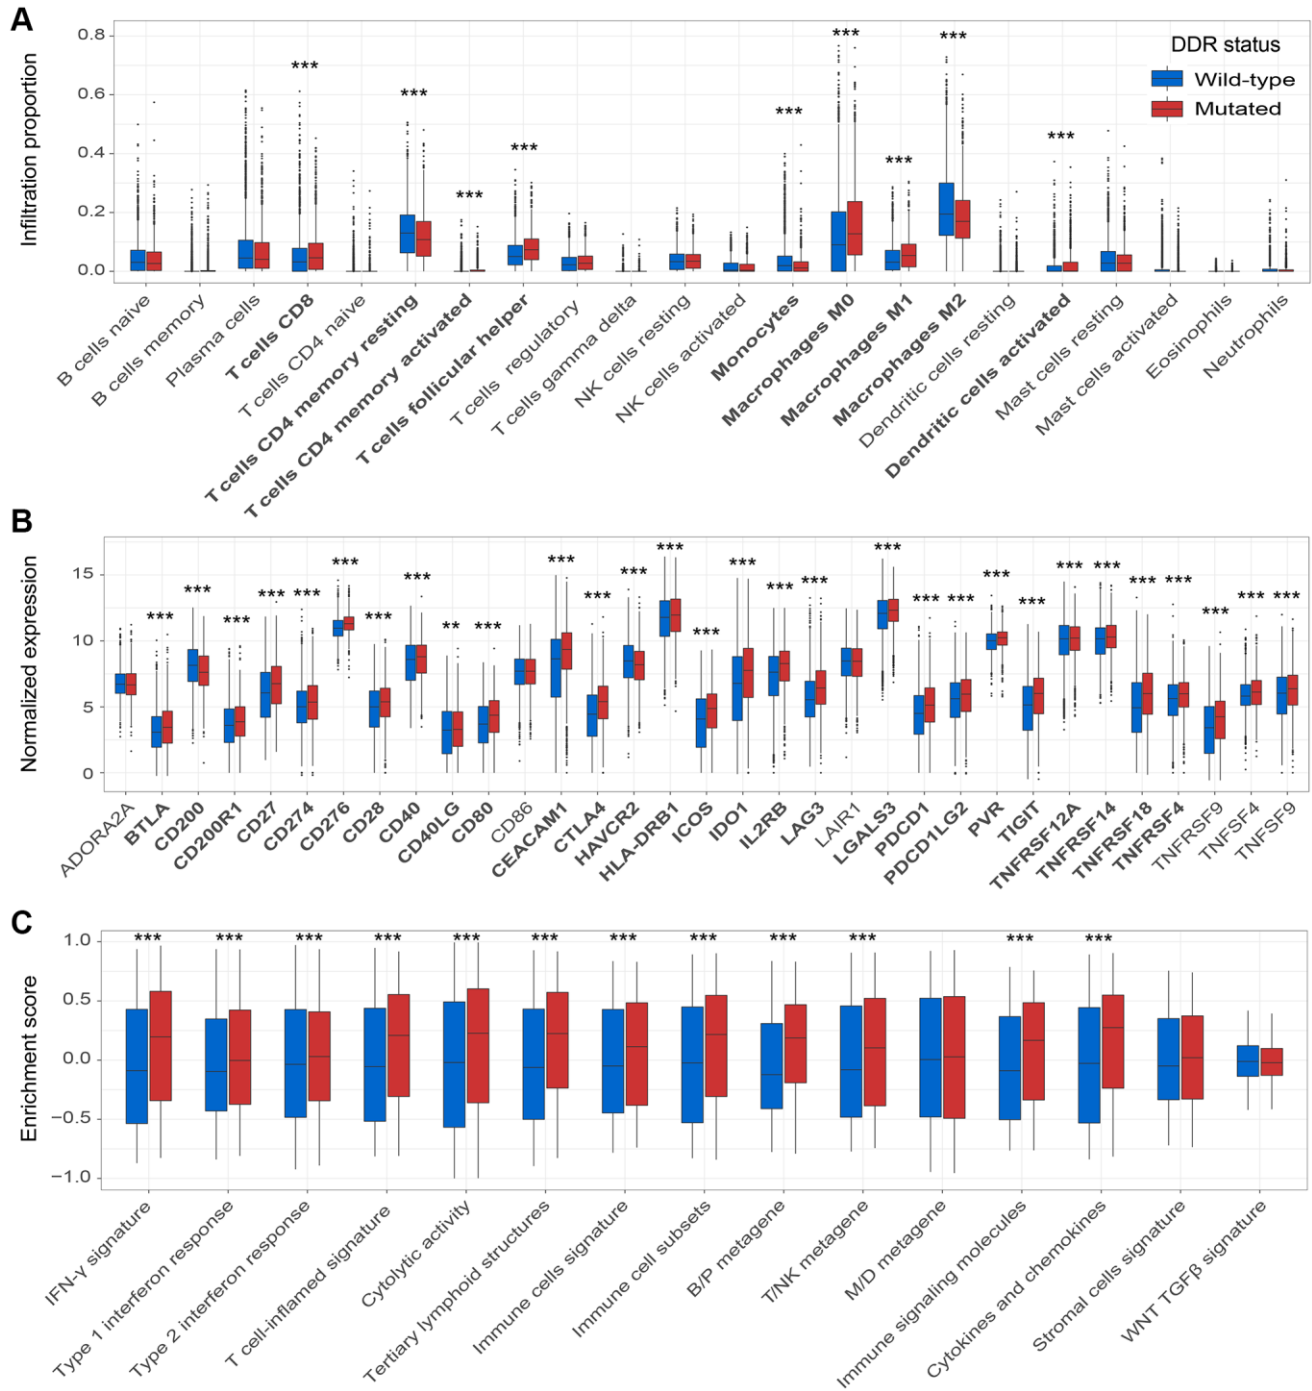 A
Infiltration proportion
0.8
0.6
0.4
0.2
0.0
*** *** *** *** *** *** *** *** ***
DDR status
Wild-type
Mutated
B cells naive
B cells memory
Plasma cells
T cells CD8
T cells CD4 naive
T cells CD4 memory resting
T cells CD4 memory activated
T cells follicular helper
T cells regulatory
T cells gamma delta
NK cells resting
NK cells activated
Monocytes
Macrophages M0
Macrophages M1
Macrophages M2
Dendritic cells resting
Dendritic cells activated
Mast cells resting
Mast cells activated
Eosinophils
Neutrophils
B
Normalized expression
15
10
5
0
*** *** *** *** *** *** *** *** ** *** *** *** *** *** *** *** *** *** *** *** *** *** *** *** *** *** *** *** *** ***
ADORA2A
BTLA
CD200
CD200R1
CD27
CD274
CD276
CD28
CD40
CD40LG
CD80
CD86
CEACAM1
CTLA4
HAVCR2
HLA-DRB1
ICOS
IDO1
IL2RB
LAG3
LAIR1
LGALS3
PDCD1
PDCD1LG2
PVR
TIGIT
TNFRSF12A
TNFRSF14
TNFRSF18
TNFRSF4
TNFRSF9
TNFSF4
TNFSF9
C
Enrichment score
1.0
0.5
0.0
−0.5
−1.0
*** *** *** *** *** *** *** *** *** *** *** ***
IFN-γ signature
Type 1 interferon response
Type 2 interferon response
T cell-inflamed signature
Cytolytic activity
Tertiary lymphoid structures
Immune cells signature
Immune cell subsets
B/P metagene
T/NK metagene
M/D metagene
Immune signaling molecules
Cytokines and chemokines
Stromal cells signature
WNT TGFβ signature